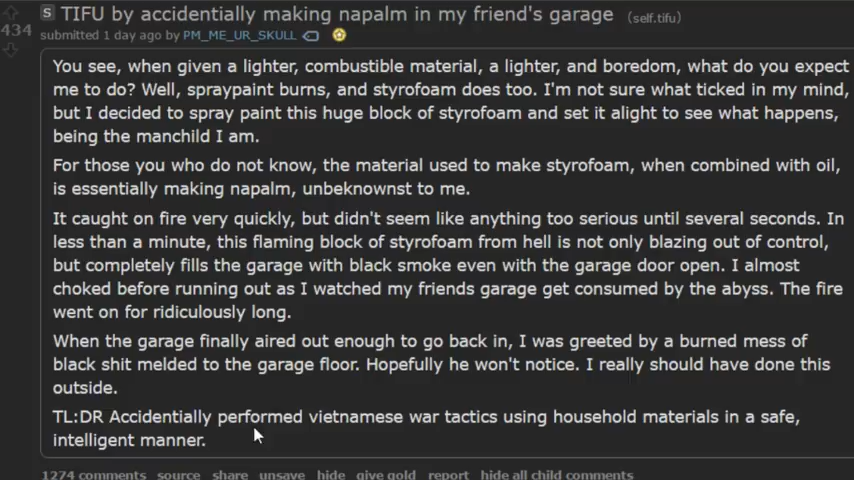 S TIFU by accidentially making napalm in my friend's garage (self.tifu)
434
submitted 1 day ago by PM_ME_UR_SKULL
You see, when given a lighter, combustible material, a lighter, and boredom, what do you expect
me to do? Well, spraypaint burns, and styrofoam does too. I'm not sure what ticked in my mind,
but I decided to spray paint this huge block of styrofoam and set it alight to see what happens,
being the manchild I am.
For those you who do not know, the material used to make styrofoam, when combined with oil,
is essentially making napalm, unbeknownst to me.
It caught on fire very quickly, but didn't seem like anything too serious until several seconds. In
less than a minute, this flaming block of styrofoam from hell is not only blazing out of control,
but completely fills the garage with black smoke even with the garage door open. I almost
choked before running out as I watched my friends garage get consumed by the abyss. The fire
went on for ridiculously long.
When the garage finally aired out enough to go back in, I was greeted by a burned mess of
black shit melded to the garage floor. Hopefully he won't notice. I really should have done this
outside.
TL:DR Accidentially performed vietnamese war tactics using household materials in a safe,
intelligent manner.
1274 comments source share unsave hide give gold report hide all child comments